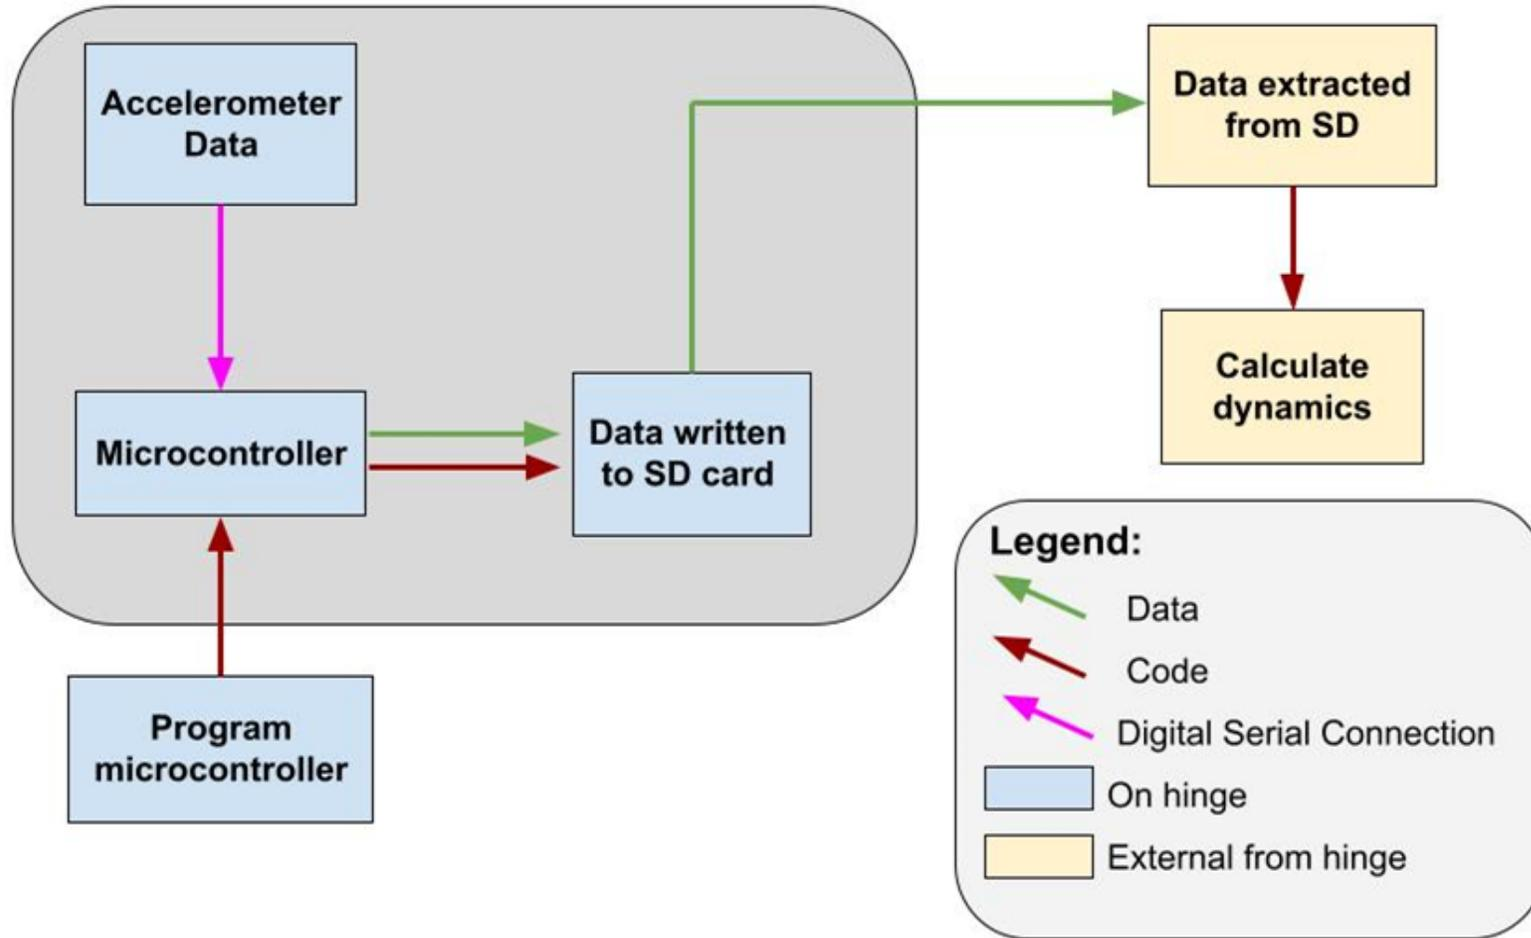 Accelerometer
Data
Microcontroller
Data written
to SD card
Program
microcontroller
Data extracted
from SD
Calculate
dynamics
Legend:
Data
Code
Digital Serial Connection
On hinge
External from hinge